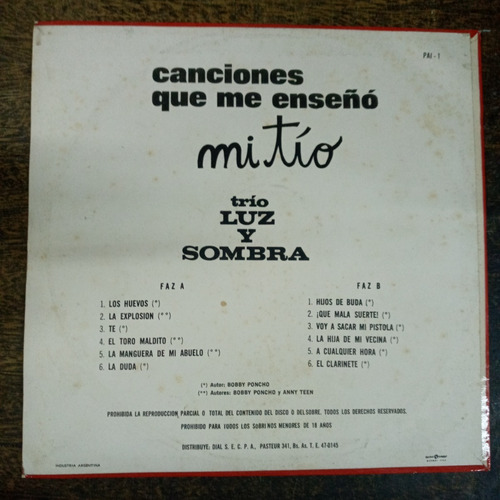 PAI - 1
canciones
que me enseñó
mi tío
trío
LUZ
Y
SOMBRA
FAZ A
1. LOS HUEVOS (*)
2. LA EXPLOSION (**)
3. TE (*)
4. EL TORO MALDITO (**)
5. LA MANGUERA DE MI ABUELO (**)
6. LA DUDA (*)
FAZ B
1. HIJOS DE BUDA (*)
2. ¡QUE MALA SUERTE! (*)
3. VOY A SACAR MI PISTOLA (*)
4. LA HIJA DE MI VECINA (*)
5. A CUALQUIER HORA (*)
6. EL CLARINETE (*)
(*) Autor: BOBBY PONCHO
(**) Autores: BOBBY PONCHO y ANNY TEEN
PROHIBIDA LA REPRODUCCION PARCIAL O TOTAL DEL CONTENIDO DEL DISCO O DEL SOBRE. TODOS LOS DERECHOS RESERVADOS.
PROHIBIDO PARA TODOS LOS SOBRINOS MENORES DE 18 AÑOS
DISTRIBUYE: DIAL S. E. C. P. A., PASTEUR 341, Bs. As. T. E. 47-0145
INDUSTRIA ARGENTINA